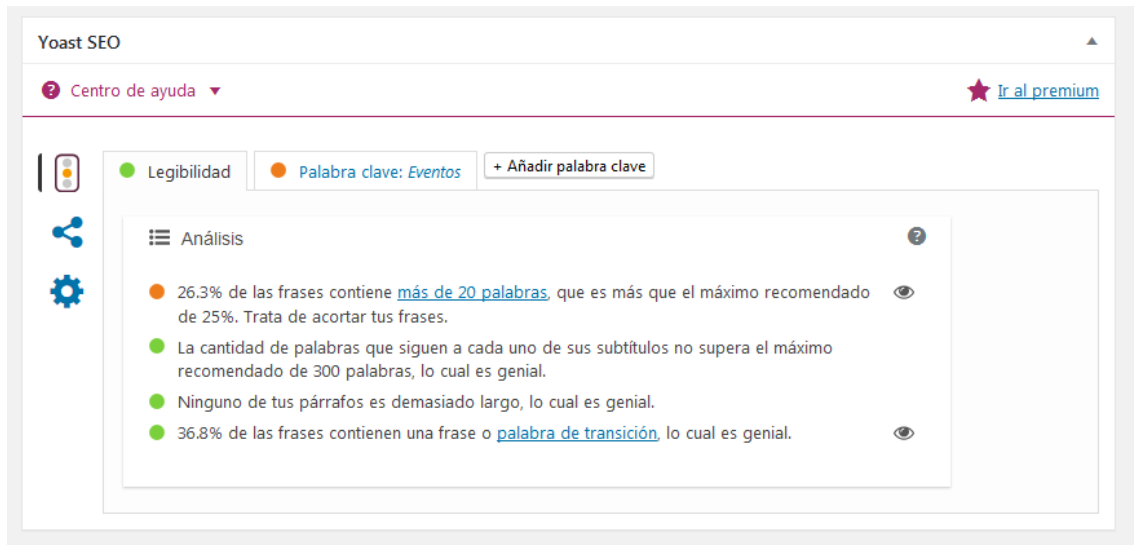 Yoast SEO
Centro de ayuda
Ir al premium
Legibilidad
Palabra clave: Eventos
+ Añadir palabra clave
Análisis
26.3% de las frases contiene más de 20 palabras, que es más que el máximo recomendado
de 25%. Trata de acortar tus frases.
La cantidad de palabras que siguen a cada uno de sus subtítulos no supera el máximo
recomendado de 300 palabras, lo cual es genial.
Ninguno de tus párrafos es demasiado largo, lo cual es genial.
36.8% de las frases contienen una frase o palabra de transición, lo cual es genial.